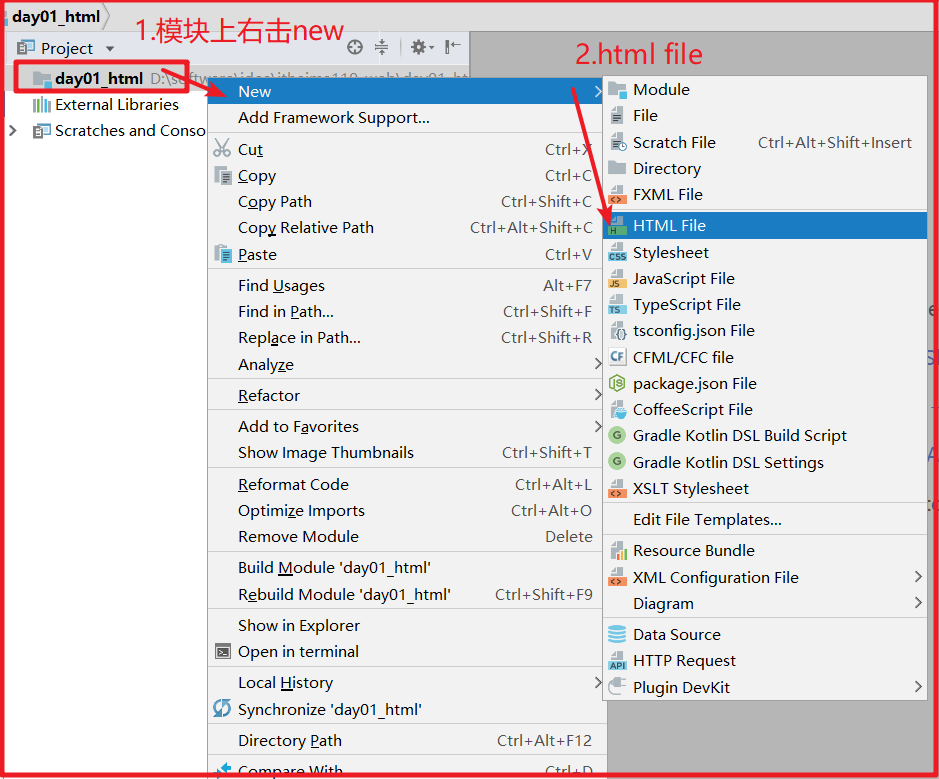 day01_html
1.模块上右击new
Project
2.html file
day01_html
New
Module
External Libraries
Add Framework Support...
File
Scratches and Conso
Cut Ctrl+X
Scratch File Ctrl+Alt+Shift+Insert
Copy Ctrl+C
Directory
Copy Path Ctrl+Shift+C
FXML File
Copy Relative Path Ctrl+Alt+Shift+C
HTML File
Paste Ctrl+V
Stylesheet
Find Usages Alt+F7
JavaScript File
Find in Path... Ctrl+Shift+F
TypeScript File
Replace in Path... Ctrl+Shift+R
tsconfig.json File
Analyze
CFML/CFC file
Refactor
package.json File
Add to Favorites
CoffeeScript File
Show Image Thumbnails Ctrl+Shift+T
Gradle Kotlin DSL Build Script
Reformat Code Ctrl+Alt+L
Gradle Kotlin DSL Settings
Optimize Imports Ctrl+Alt+O
XSLT Stylesheet
Remove Module Delete
Edit File Templates...
Build Module 'day01_html'
Resource Bundle
Rebuild Module 'day01_html' Ctrl+Shift+F9
XML Configuration File
Show in Explorer
Diagram
Open in terminal
Data Source
Local History
HTTP Request
Synchronize 'day01_html'
Plugin DevKit
Directory Path Ctrl+Alt+F12
Compare With... Ctrl+D